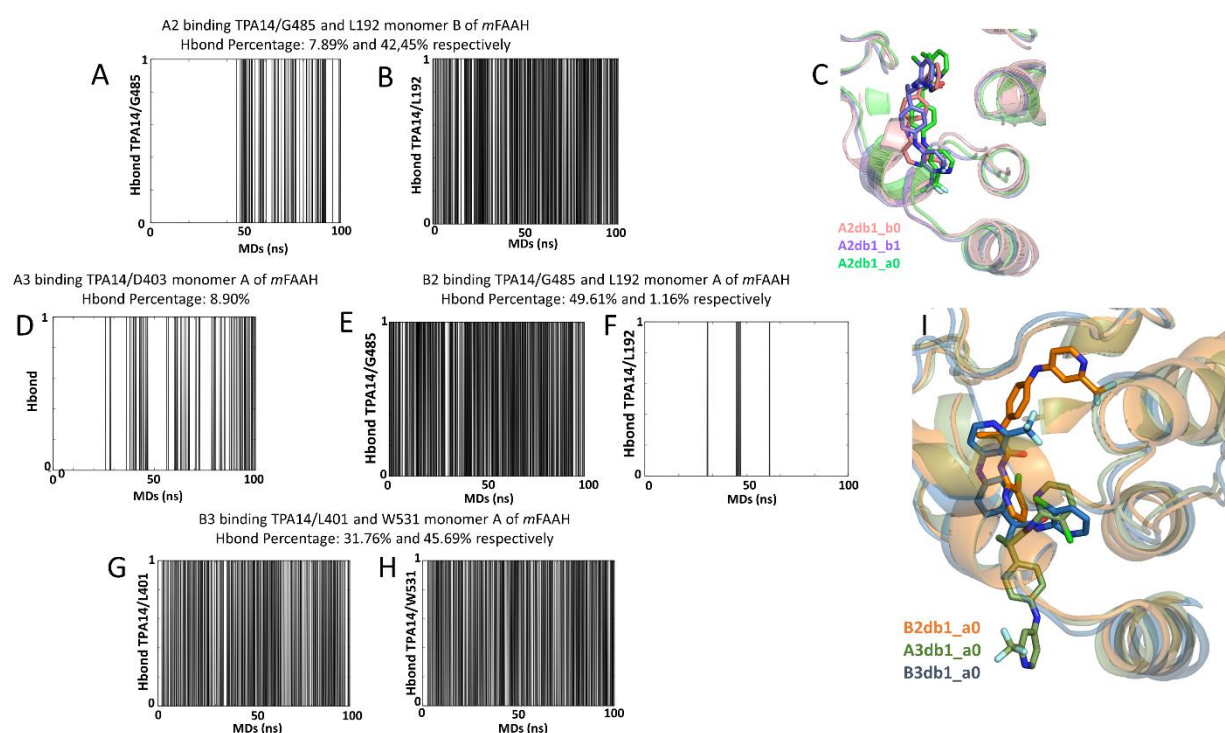 A2 binding TPA14/G485 and L192 monomer B of mFAAH
Hbond Percentage: 7.89% and 42,45% respectively
A
Hbond TPA14/G485
1
0
0
50
100
MDs (ns)
B
Hbond TPA14/L192
1
0
0
50
100
MDs (ns)
C
A2db1_b0
A2db1_b1
A2db1_a0
A3 binding TPA14/D403 monomer A of mFAAH
Hbond Percentage: 8.90%
D
Hbond
1
0
0
50
100
MDs (ns)
B2 binding TPA14/G485 and L192 monomer A of mFAAH
Hbond Percentage: 49.61% and 1.16% respectively
E
Hbond TPA14/G485
1
0
0
50
100
MDs (ns)
F
Hbond TPA14/L192
1
0
0
50
100
MDs (ns)
B3 binding TPA14/L401 and W531 monomer A of mFAAH
Hbond Percentage: 31.76% and 45.69% respectively
G
Hbond TPA14/L401
1
0
0
50
100
MDs (ns)
H
Hbond TPA14/W531
1
0
0
50
100
MDs (ns)
I
B2db1_a0
A3db1_a0
B3db1_a0